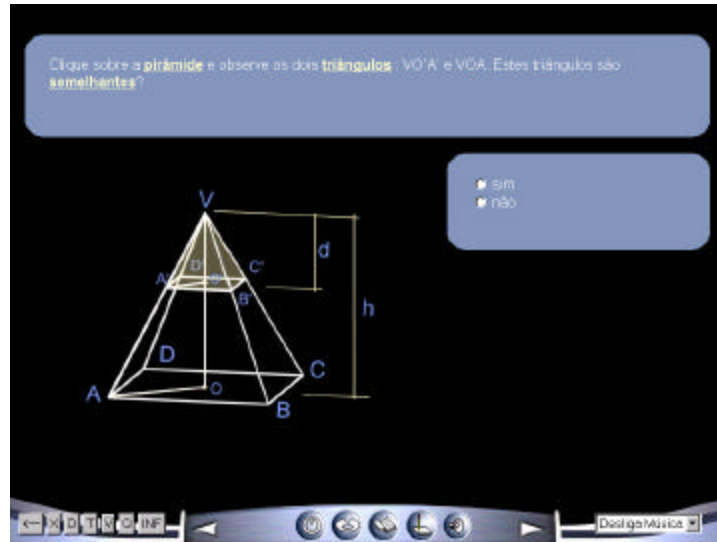 Clique sobre a pirâmide e observe os dois triângulos : VO'A' e VOA. Estes triângulos são
semelhantes?
sim
não
V
d
D' C'
A' O'
B'
h
D
C
A O
B
← X D T V O INF
Desliga Música